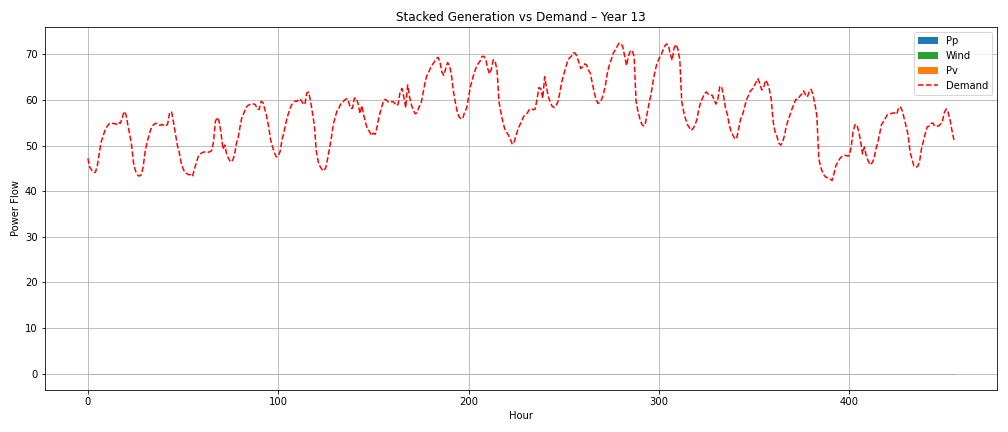 Stacked Generation vs Demand – Year 13
Power Flow
70
60
50
40
30
20
10
0
0 100 200 300 400
Hour
Pp
Wind
Pv
Demand